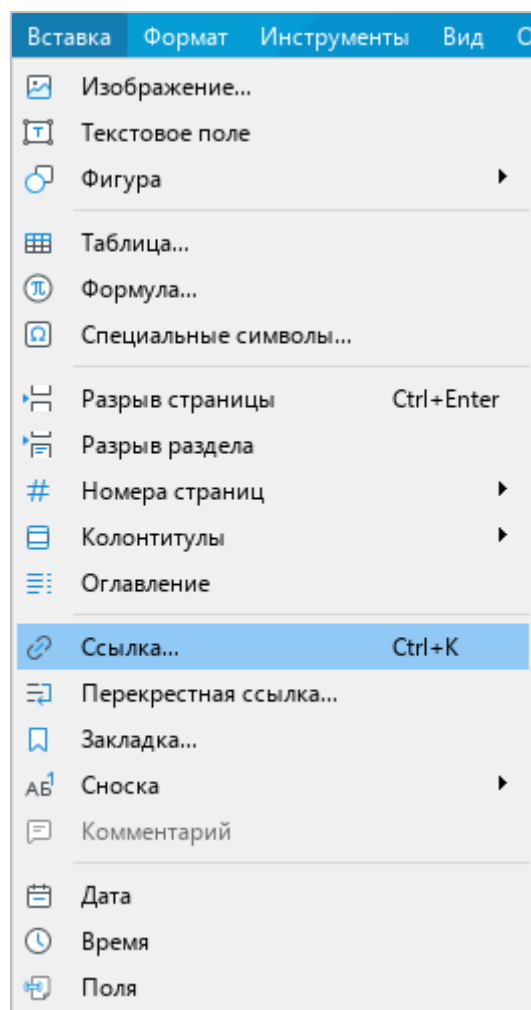 Вставка Формат Инструменты Вид
Изображение...
Текстовое поле
Фигура
Таблица...
Формула...
Специальные символы...
Разрыв страницы Ctrl+Enter
Разрыв раздела
Номера страниц
Колонтитулы
Оглавление
Ссылка... Ctrl+K
Перекрестная ссылка...
Закладка...
Сноска
Комментарий
Дата
Время
Поля